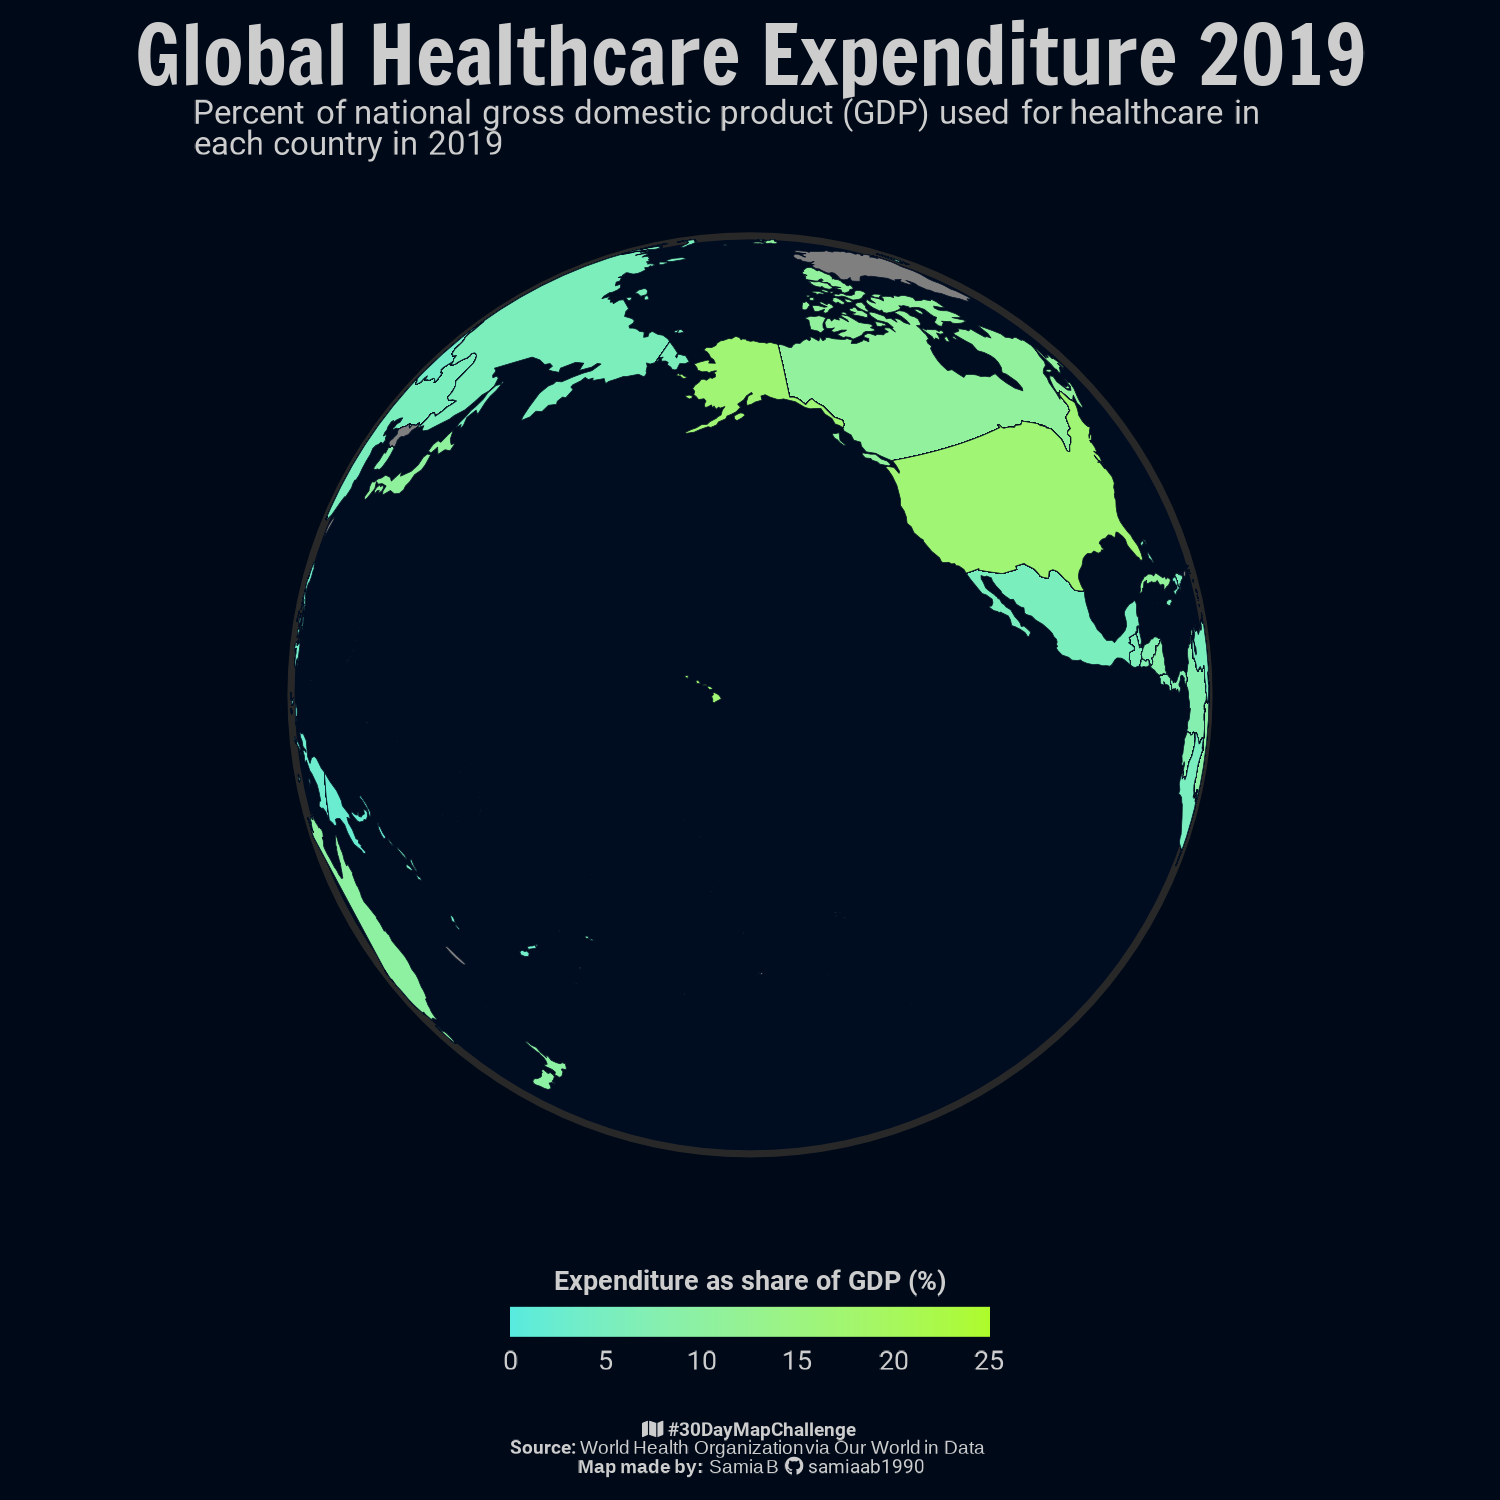 Global Healthcare Expenditure 2019
Percent of national gross domestic product (GDP) used for healthcare in
each country in 2019
Expenditure as share of GDP (%)
0 5 10 15 20 25
#30DayMapChallenge
Source: World Health Organization via Our World in Data
Map made by: Samia B samiaab1990